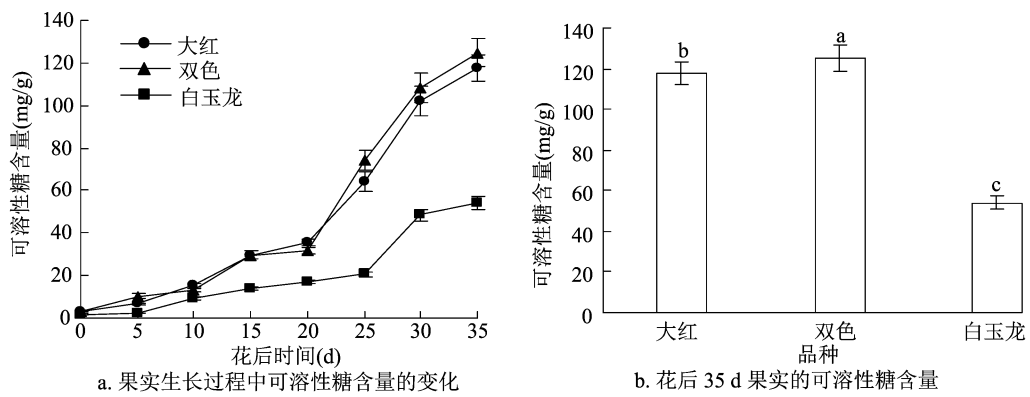 可溶性糖含量(mg/g)
140
120
100
80
60
40
20
0
大红
双色
白玉龙
0 5 10 15 20 25 30 35
花后时间(d)
a. 果实生长过程中可溶性糖含量的变化
可溶性糖含量(mg/g)
140
120
100
80
60
40
20
0
b
a
c
大红 双色 白玉龙
品种
b. 花后 35 d 果实的可溶性糖含量